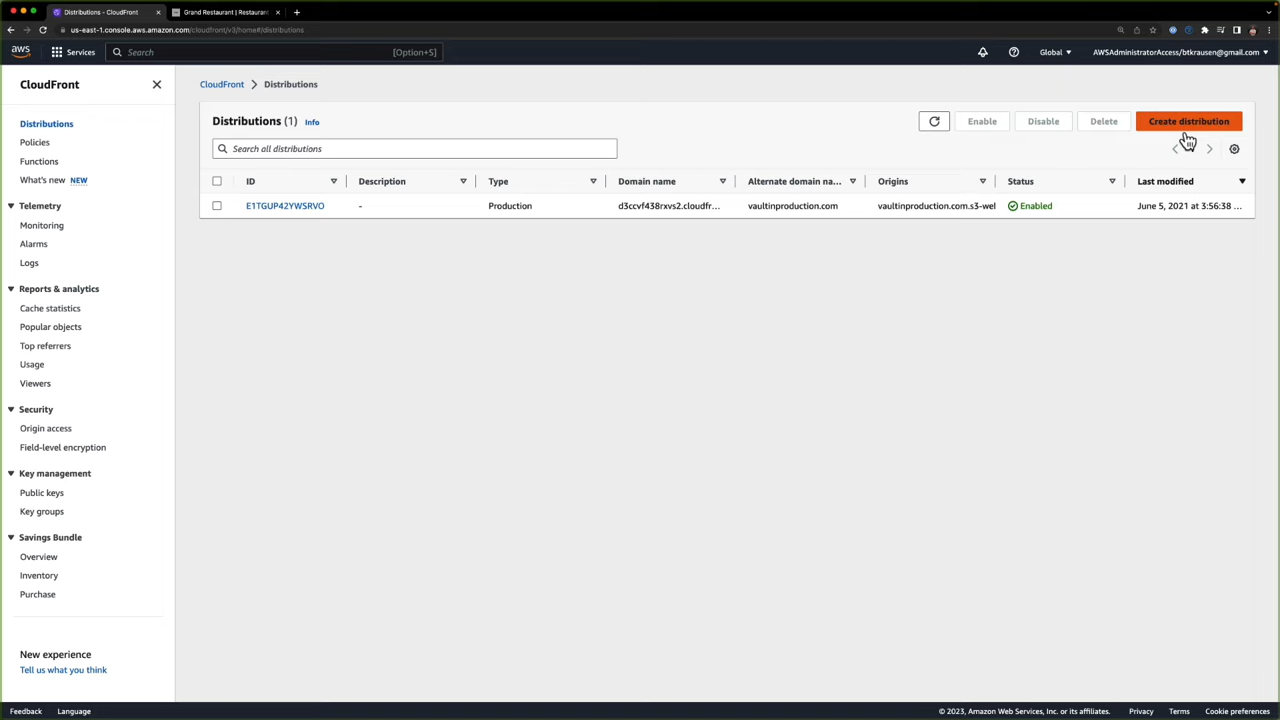 Distributions - CloudFront
Grand Restaurant | Restaurant
us-east-1.console.aws.amazon.com/cloudfront/v3/home#/distributions
aws
Services
Search
[Option+S]
Global
AWSAdministratorAccess/btkrausen@gmail.com
CloudFront
Distributions
Policies
Functions
What's new NEW
Telemetry
Monitoring
Alarms
Logs
Reports & analytics
Cache statistics
Popular objects
Top referrers
Usage
Viewers
Security
Origin access
Field-level encryption
Key management
Public keys
Key groups
Savings Bundle
Overview
Inventory
Purchase
New experience
Tell us what you think
CloudFront Distributions
Distributions (1) Info
Enable
Disable
Delete
Create distribution
Search all distributions
ID Description Type Domain name Alternate domain na... Origins Status Last modified
E1TGUP42YWSRVO - Production d3ccvf438rxvs2.cloudfr... vaultinproduction.com vaultinproduction.com.s3-wel Enabled June 5, 2021 at 3:56:38 ...
Feedback Language © 2023, Amazon Web Services, Inc. or its affiliates. Privacy Terms Cookie preferences